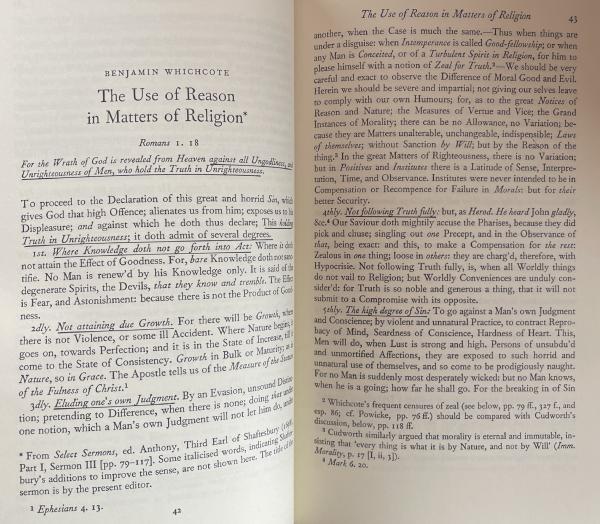 BENJAMIN WHICHCOTE
The Use of Reason
in Matters of Religion*
Romans 1. 18
For the Wrath of God is revealed from Heaven against all Ungodliness, and
Unrighteousness of Men, who hold the Truth in Unrighteousness.
To proceed to the Declaration of this great and horrid Sin, which
gives God that high Offence; alienates us from him; exposes us to his
Displeasure; and against which he doth thus declare; This holding
Truth in Unrighteousness; it doth admit of several degrees.
1st. Where Knowledge doth not go forth into Act: Where it doth
not attain the Effect of Goodness. For, bare Knowledge doth not sanc-
tifie. No Man is renew'd by his Knowledge only. It is said of the
degenerate Spirits, the Devils, that they know and tremble. The Effect
is Fear, and Astonishment: because there is not the Product of Good-
ness.
2dly. Not attaining due Growth. For there will be Growth, where
there is not Violence, or some ill Accident. Where Nature begins, it
goes on, towards Perfection; and it is in the State of Increase, till it
come to the State of Consistency. Growth in Bulk or Maturity; as in
Nature, so in Grace. The Apostle tells us of the Measure of the Stature
of the Fulness of Christ.¹
3dly. Eluding one's own Judgment. By an Evasion, unsound Distinc-
tion; pretending to Difference, when there is none; doing that under
one notion, which a Man's own Judgment will not let him do, under
* From Select Sermons, ed. Anthony, Third Earl of Shaftesbury (1698),
Part I, Sermon III [pp. 79–117]. Some italicised words, indicating Shaftes-
bury's additions to improve the sense, are not shown here. The title of the
sermon is by the present editor.
¹ Ephesians 4. 13.
42
The Use of Reason in Matters of Religion 43
another, when the Case is much the same.—Thus when things are
under a disguise: when Intemperance is called Good-fellowship; or when
any Man is Conceited, or of a Turbulent Spirit in Religion, for him to
please himself with a notion of Zeal for Truth.²—We should be very
careful and exact to observe the Difference of Moral Good and Evil.
Herein we should be severe and impartial; not giving our selves leave
to comply with our own Humours; for, as to the great Notices of
Reason and Nature; the Measures of Vertue and Vice; the Grand
Instances of Morality; there can be no Allowance, no Variation; be-
cause they are Matters unalterable, unchangeable, indispensible; Laws
of themselves; without Sanction by Will; but by the Reason of the
thing.³ In the great Matters of Righteousness, there is no Variation;
but in Positives and Institutes there is a Latitude of Sense, Interpre-
tation, Time, and Observance. Institutes were never intended to be in
Compensation or Recompence for Failure in Morals: but for their
better Security.
4thly. Not following Truth fully: but, as Herod. He heard John gladly,
&c.⁴ Our Saviour doth mightily accuse the Pharises, because they did
pick and chuse; singling out one Precept, and in the Observance of
that, being exact: and this, to make a Compensation for the rest:
Zealous in one thing; loose in others: they are charg'd, therefore, with
Hypocrisie. Not following Truth fully, is, when all Worldly Things
do not vail to Religion; but Worldly Conveniences are unduly con-
sider'd: for Truth is so noble and generous a thing, that it will not
submit to a Compromise with its opposite.
5thly. The high degree of Sin: To go against a Man's own Judgment
and Conscience; by violent and unnatural Practice, to contract Repro-
bacy of Mind, Searedness of Conscience, Hardness of Heart. This,
Men will do, when Lust is strong and high. Persons of unsubdu'd
and unmortified Affections, they are exposed to such horrid and
unnatural use of themselves, and so come to be prodigiously naught.
For no Man is suddenly most desperately wicked: but no Man knows,
when he is a going; how far he shall go. For the breaking in of Sin
² Whichcote's frequent censures of zeal (see below, pp. 79 ff., 327 f., and
esp. 86; cf. Powicke, pp. 76 ff.) should be compared with Cudworth's
discussion, below, pp. 118 ff.
³ Cudworth similarly argued that morality is eternal and immutable, in-
sisting that 'every thing is what it is by Nature, and not by Will' (Imm.
Morality, p. 17 [I, ii, 3]).
⁴ Mark 6. 20.